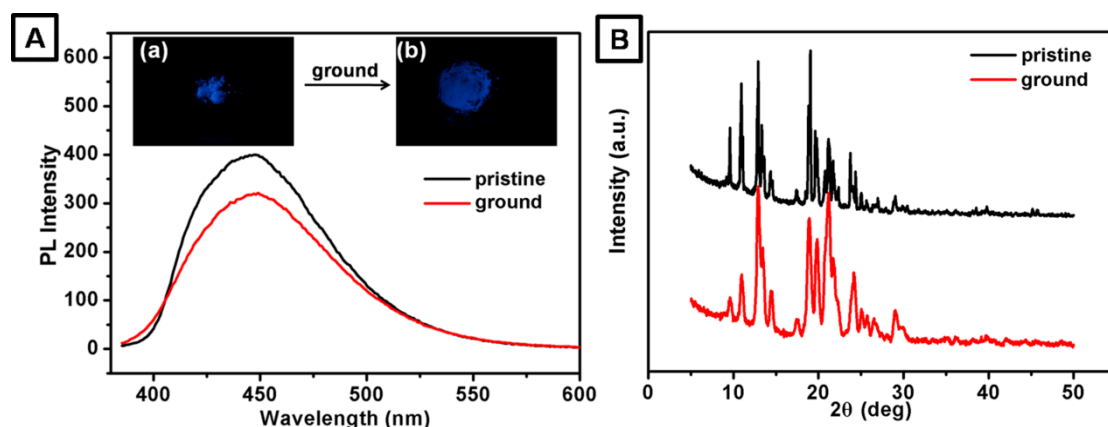 A
(a)
ground
(b)
pristine
ground
PL Intensity
600
500
400
300
200
100
0
400
450
500
550
600
Wavelength (nm)
B
pristine
ground
Intensity (a.u.)
0
10
20
30
40
50
2θ (deg)